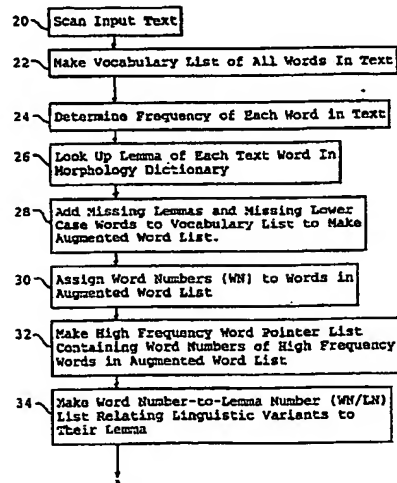 20 Scan Input Text
22 Make Vocabulary List of All Words In Text
24 Determine Frequency of Each Word in Text
26 Look Up Lemma of Each Text Word In
Morphology Dictionary
28 Add Missing Lemmas and Missing Lower
Case Words to Vocabulary List to Make
Augmented Word List.
30 Assign Word Numbers (WN) to Words in
Augmented Word List
32 Make High Frequency Word Pointer List
Containing Word Numbers of High Frequency
Words in Augmented Word List
34 Make Word Number-to-Lemma Number (WN/LN)
List Relating Linguistic Variants to
Their Lemma